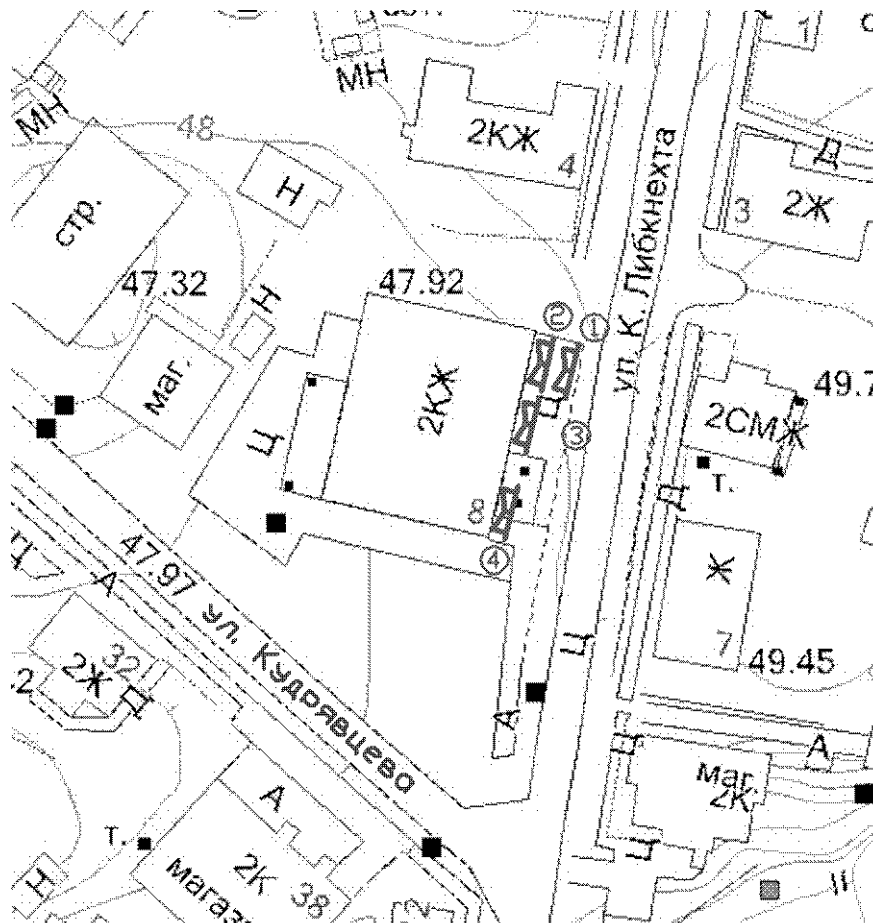 1
МН
МН
48
2КЖ
4
Д
стр.
Н
3
2Ж
ул. К. Либкнехта
47.32
Н
47.92
②
①
маг.
2КЖ
Ц
Ц
③
2СМЖ
49.7
т.
Д
8
④
Ц
А
47.97
ул. Кудрявцева
Ж
7
49.45
2Ж
32
-2
Д
Ц
А
А
Ц
маг.
2К
А
Ц
т.
2К
38
магаз
Н